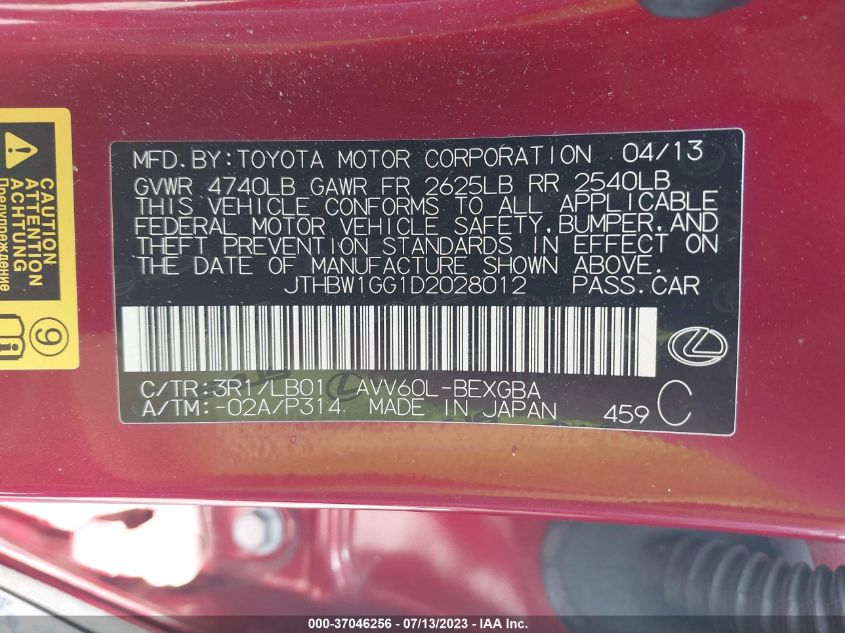 MFD.BY:TOYOTA MOTOR CORPORATION 04/13
GVWR 4740LB GAWR FR 2625LB RR 2540LB
THIS VEHICLE CONFORMS TO ALL APPLICABLE
FEDERAL MOTOR VEHICLE SAFETY,BUMPER,AND
THEFT PREVENTION STANDARDS IN EFFECT ON
THE DATE OF MANUFACTURE SHOWN ABOVE.
JTHBW1GG1D2028012 PASS.CAR
C/TR:3R1/LB01 AVV60L-BEXGBA
A/TM:-02A/P314 MADE IN JAPAN 459 C
CAUTION
ATTENTION
ACHTUNG
Предупреждение
9
i
000-37046256 - 07/13/2023 - IAAI.com